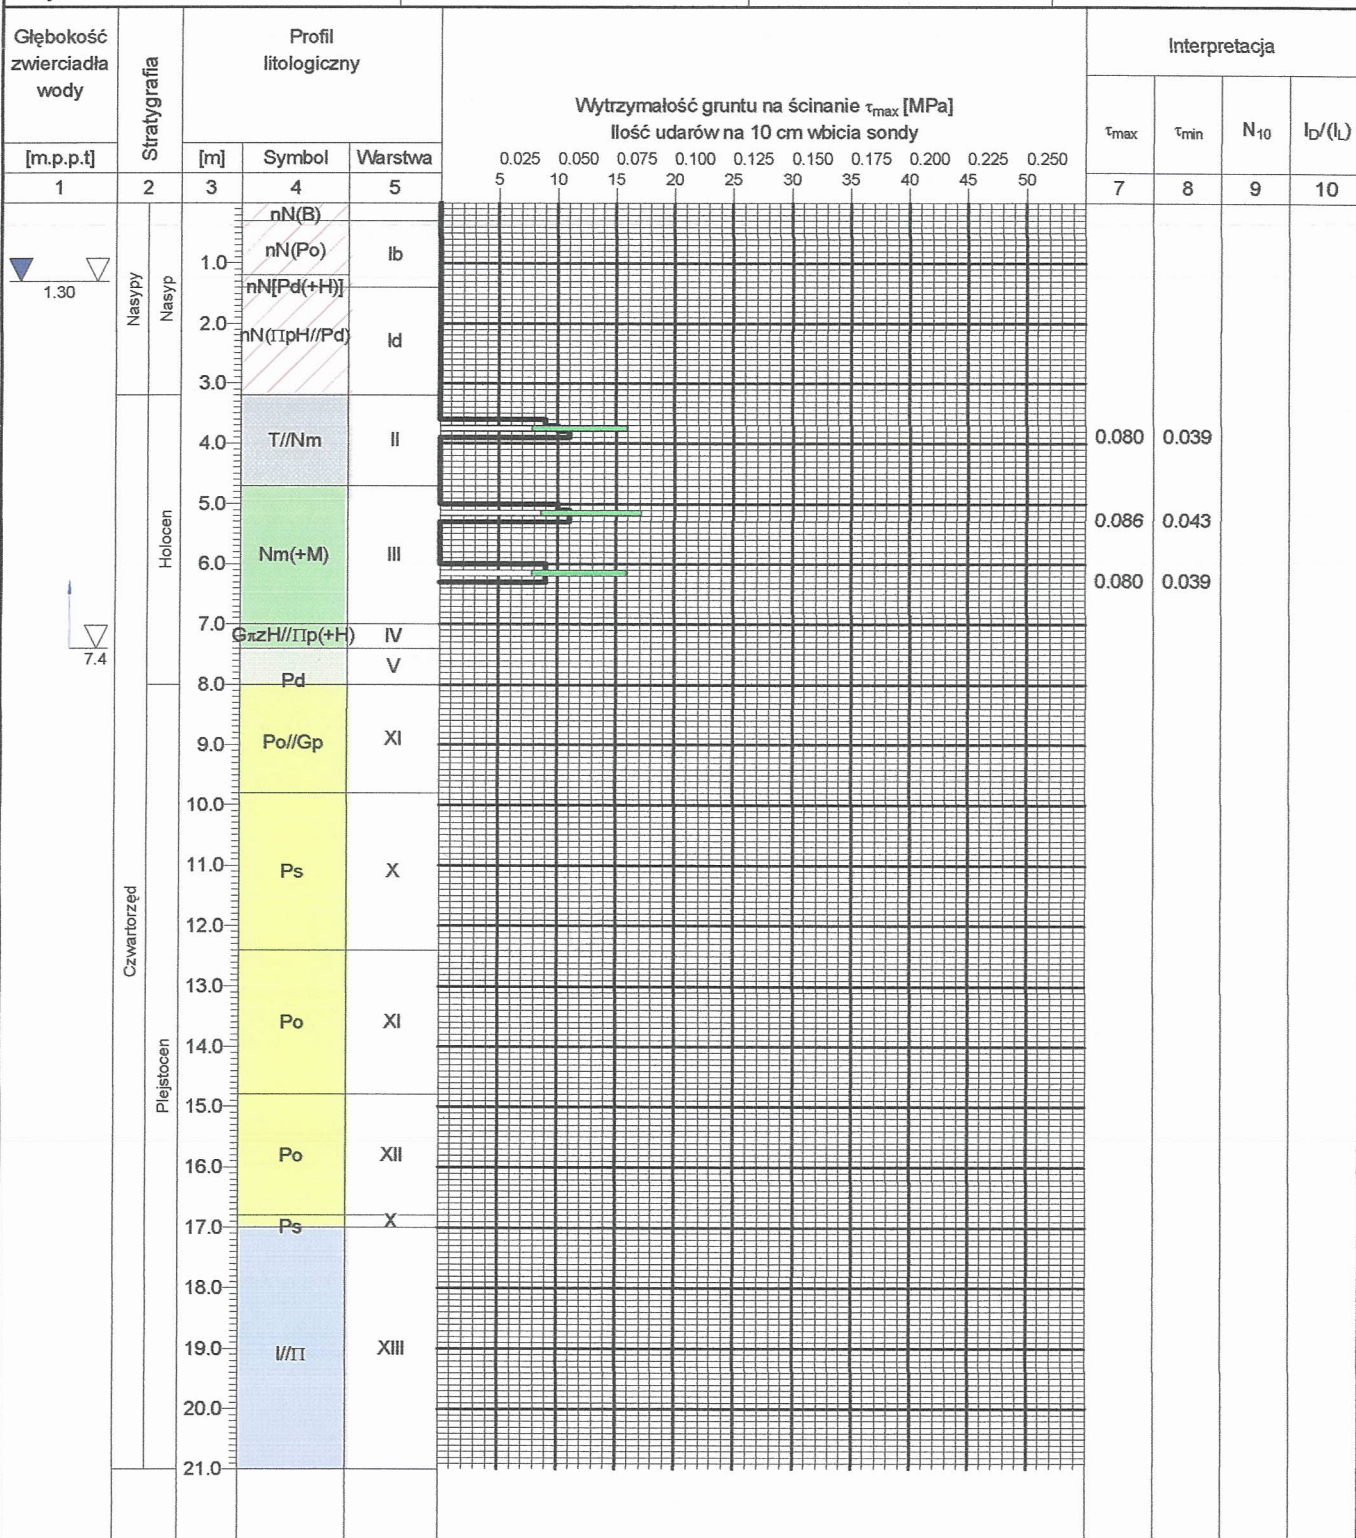 Głębokość
zwierciadła
wody
[m.p.p.t]
Stratygrafia
Profil
litologiczny
[m]
Symbol
Warstwa
Wytrzymałość gruntu na ścinanie τmax [MPa]
Ilość udarów na 10 cm wbicia sondy
0.025 0.050 0.075 0.100 0.125 0.150 0.175 0.200 0.225 0.250
5 10 15 20 25 30 35 40 45 50
Interpretacja
τmax
τmin
N10
ID/(IL)
1 2 3 4 5 7 8 9 10
nN(B)
nN(Po)
Ib
1.0
1.30
nN[Pd(+H)]
Nasypy
Nasyp
2.0
nN(ΠpH//Pd)
Id
3.0
T//Nm
II
4.0
0.080 0.039
5.0
0.086 0.043
Holocen
Nm(+M)
III
6.0
0.080 0.039
7.0
GπzH//Πp(+H)
IV
7.4
V
Pd
8.0
Po//Gp
XI
9.0
10.0
11.0
Ps
X
12.0
Czwartorzęd
13.0
Po
XI
14.0
Plejstocen
15.0
Po
XII
16.0
X
17.0
Ps
18.0
19.0
I//Π
XIII
20.0
21.0